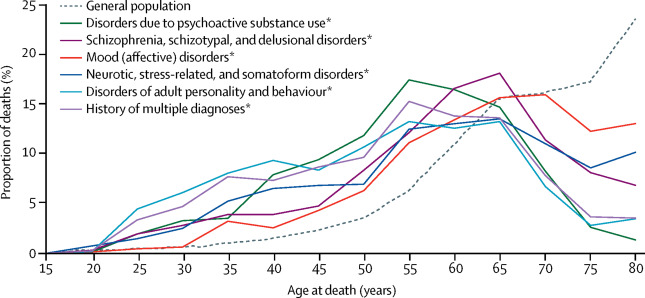 25
20
15
10
5
0
Proportion of deaths (%)
General population
Disorders due to psychoactive substance use*
Schizophrenia, schizotypal, and delusional disorders*
Mood (affective) disorders*
Neurotic, stress-related, and somatoform disorders*
Disorders of adult personality and behaviour*
History of multiple diagnoses*
15 20 25 30 35 40 45 50 55 60 65 70 75 80
Age at death (years)